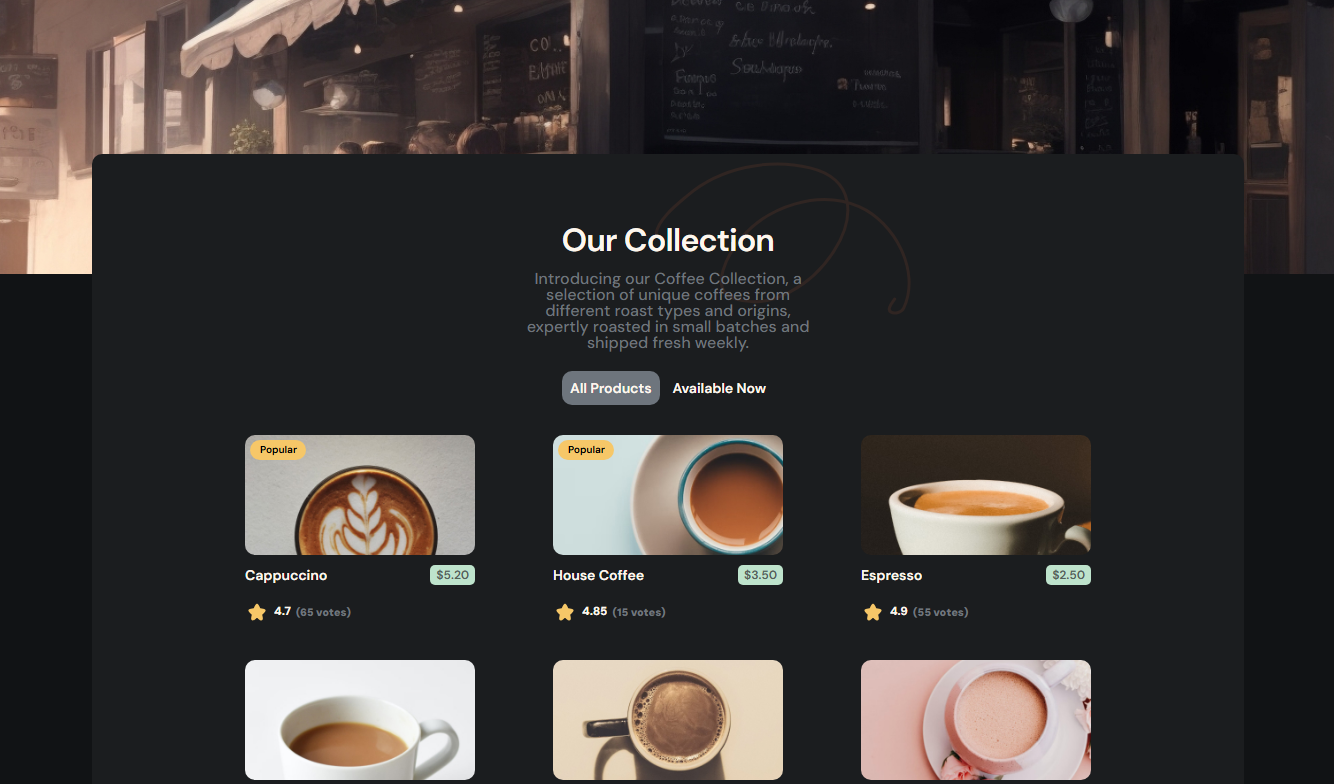 Our Collection
Introducing our Coffee Collection, a
selection of unique coffees from
different roast types and origins,
expertly roasted in small batches and
shipped fresh weekly.
All Products Available Now
Popular Popular
Cappuccino $5.20 House Coffee $3.50 Espresso $2.50
4.7 (65 votes) 4.85 (15 votes) 4.9 (55 votes)